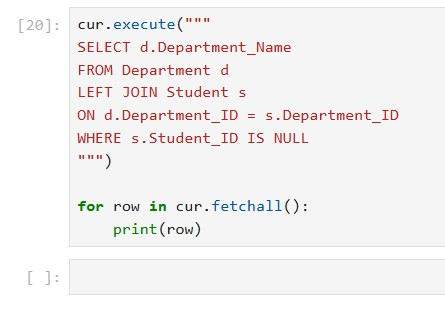 [20]: cur.execute("""
SELECT d.Department_Name
FROM Department d
LEFT JOIN Student s
ON d.Department_ID = s.Department_ID
WHERE s.Student_ID IS NULL
""")
for row in cur.fetchall():
    print(row)
[ ]: